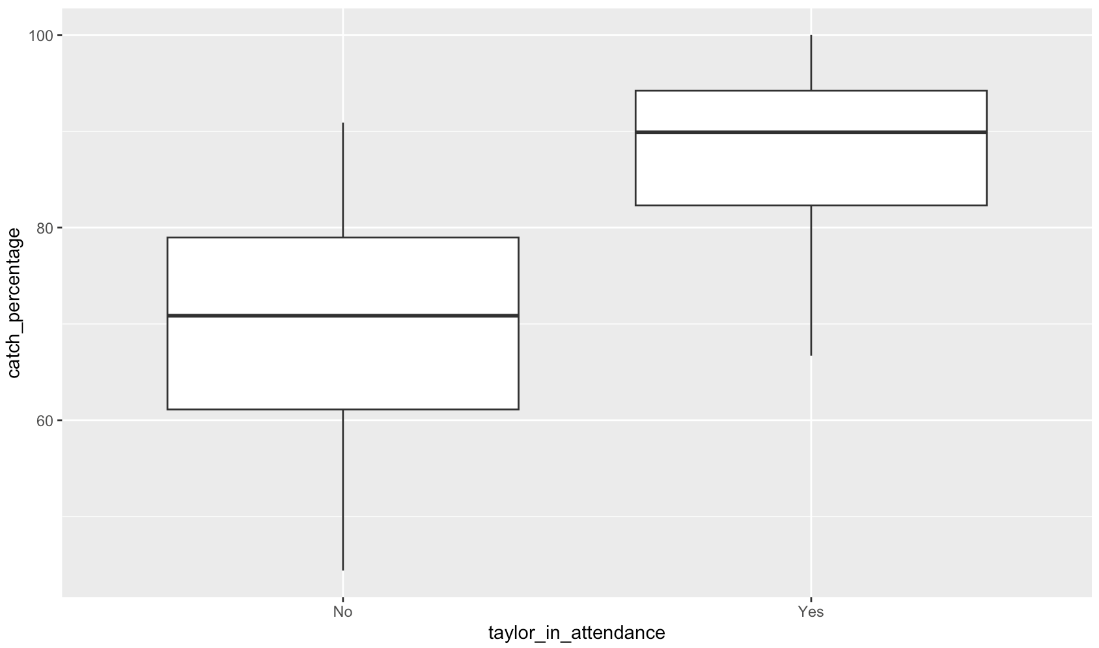 100
80
60
catch_percentage
No
Yes
taylor_in_attendance